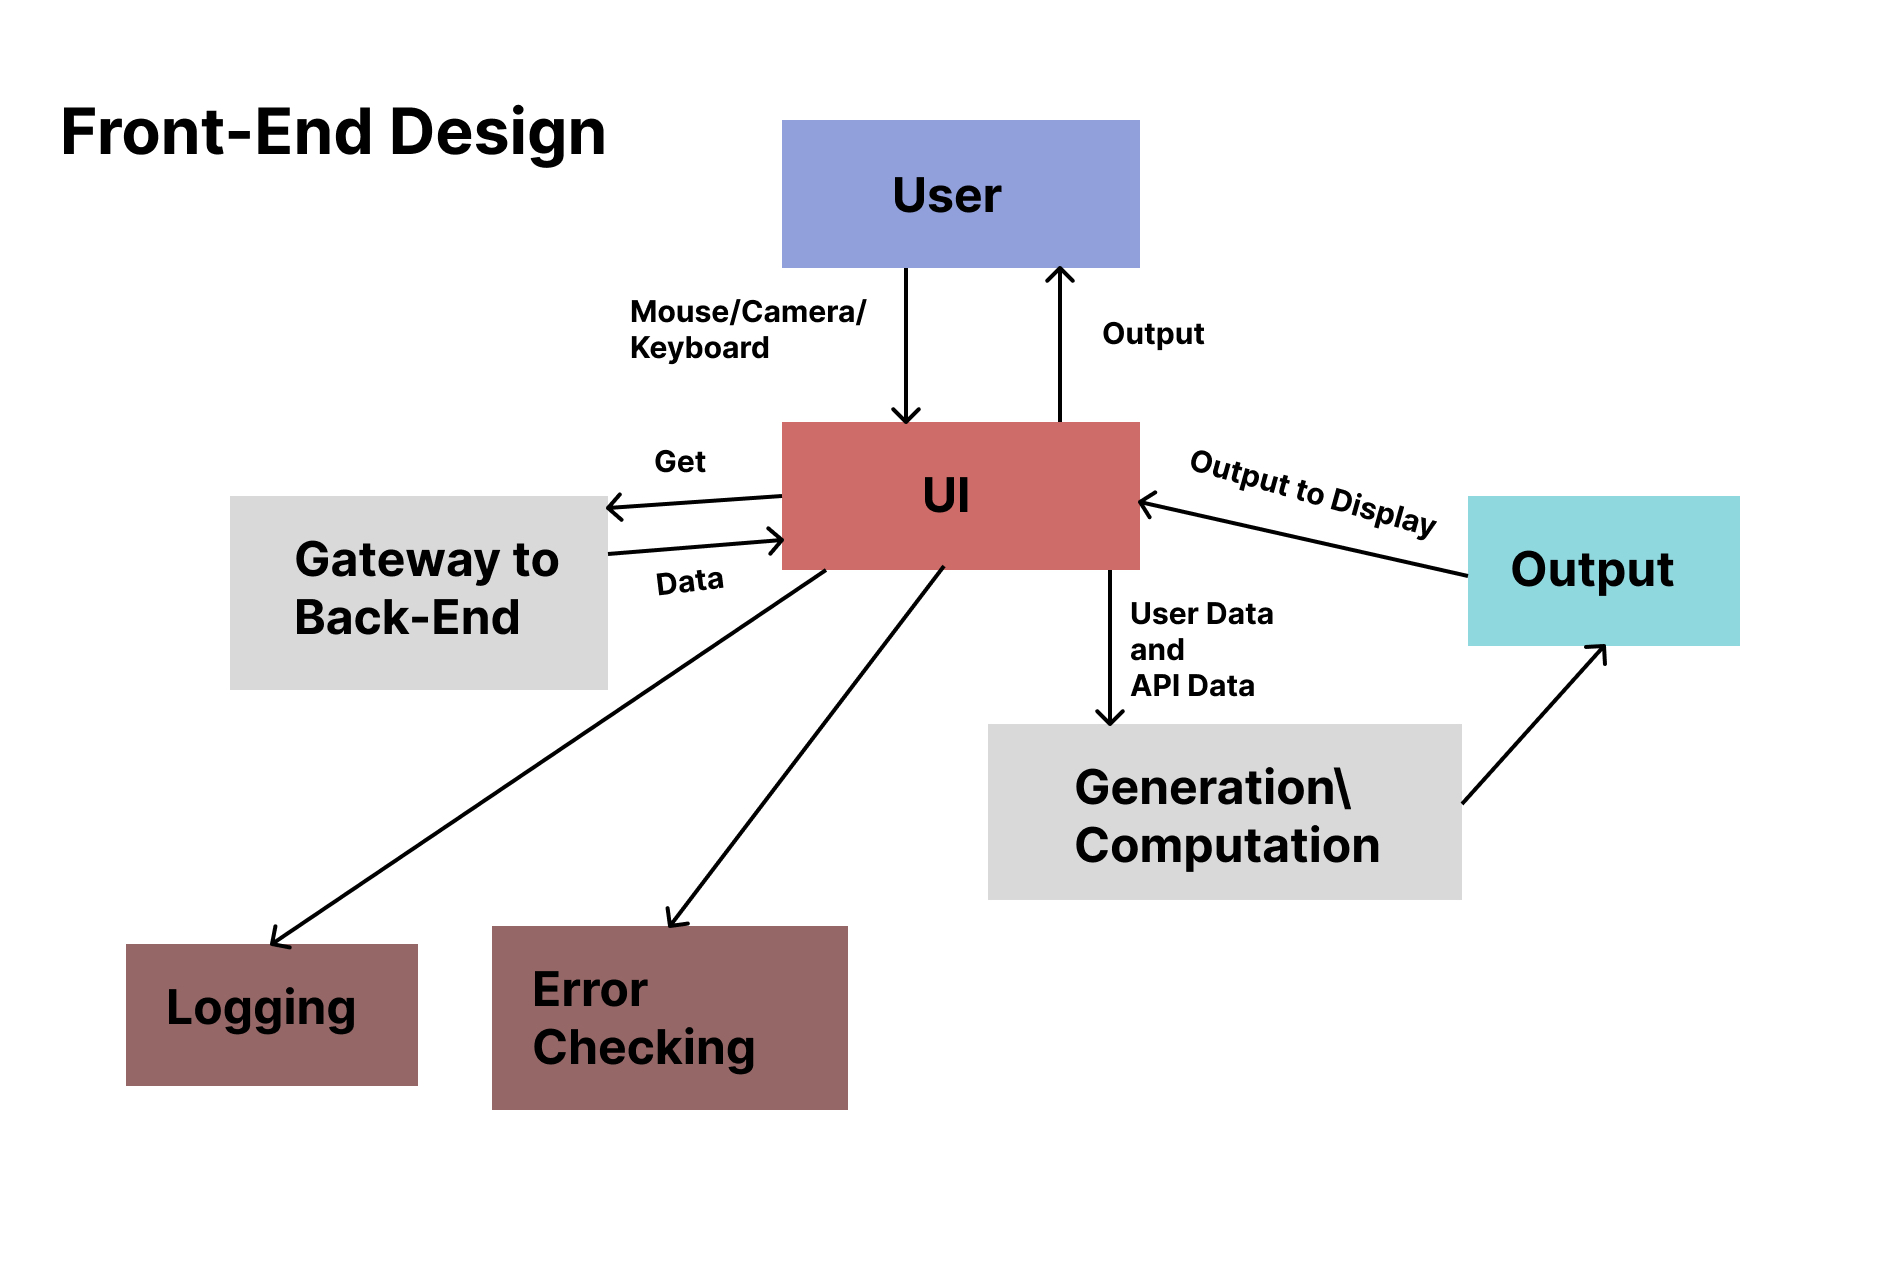 Front-End Design
User
Mouse/Camera/
Keyboard
Output
Get
UI
Output to Display
Gateway to
Back-End
Data
Output
User Data
and
API Data
Generation\
Computation
Logging
Error
Checking